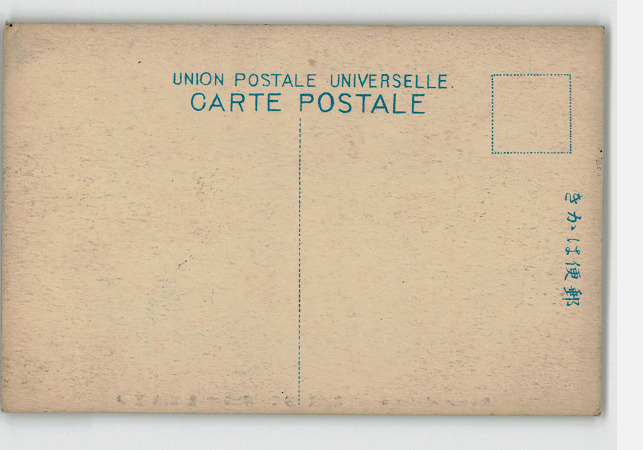 UNION POSTALE UNIVERSELLE.
CARTE POSTALE
きかは便郵